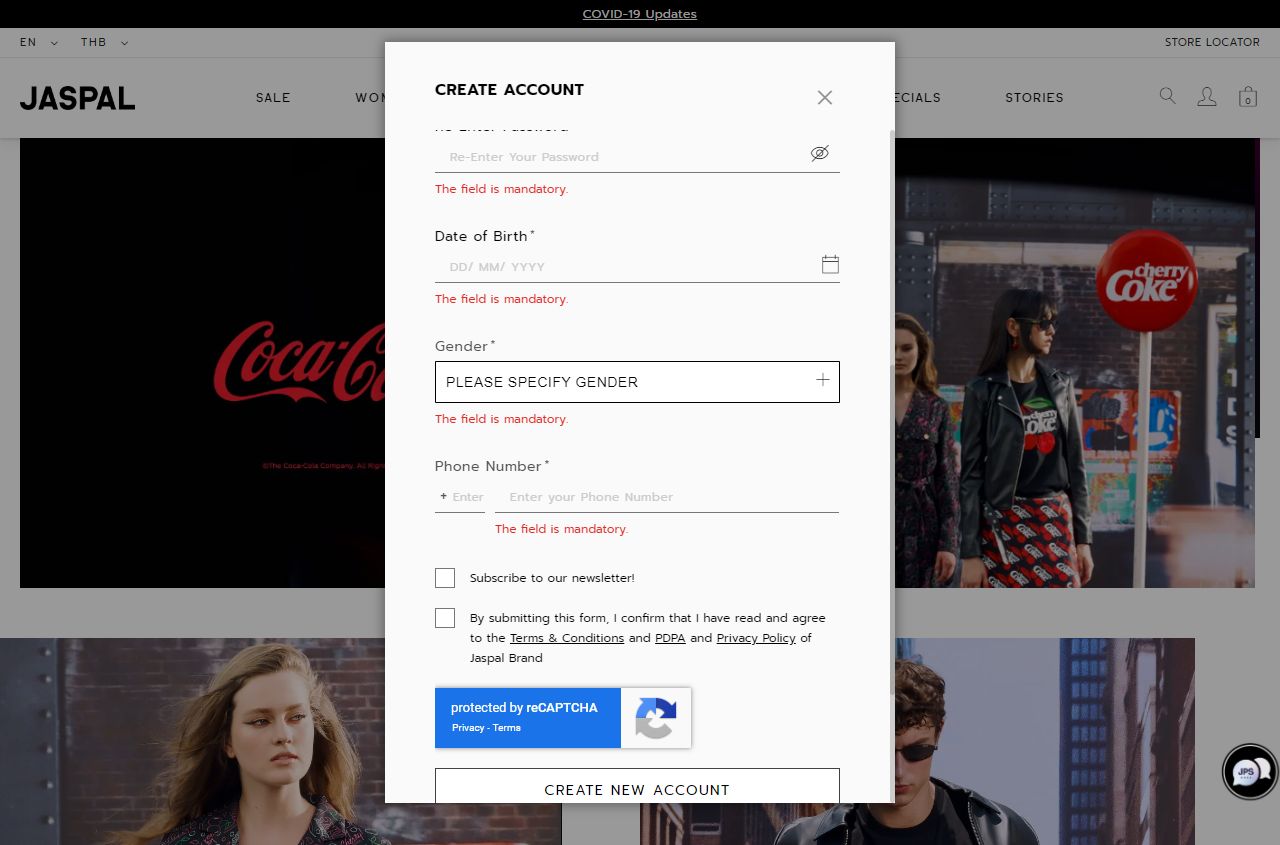 COVID-19 Updates
EN THB STORE LOCATOR
JASPAL SALE WOM ECIALS STORIES 0
CREATE ACCOUNT
Re-Enter Password
Re-Enter Your Password
The field is mandatory.
Date of Birth*
DD/ MM/ YYYY
The field is mandatory.
Gender*
PLEASE SPECIFY GENDER
The field is mandatory.
Phone Number*
+ Enter Enter your Phone Number
The field is mandatory.
Subscribe to our newsletter!
By submitting this form, I confirm that I have read and agree
to the Terms & Conditions and PDPA and Privacy Policy of
Jaspal Brand
protected by reCAPTCHA
Privacy - Terms
CREATE NEW ACCOUNT
Coca-Co
©The Coca-Cola Company. All Righ
cherry
Coke
cherry
Coke
JPS